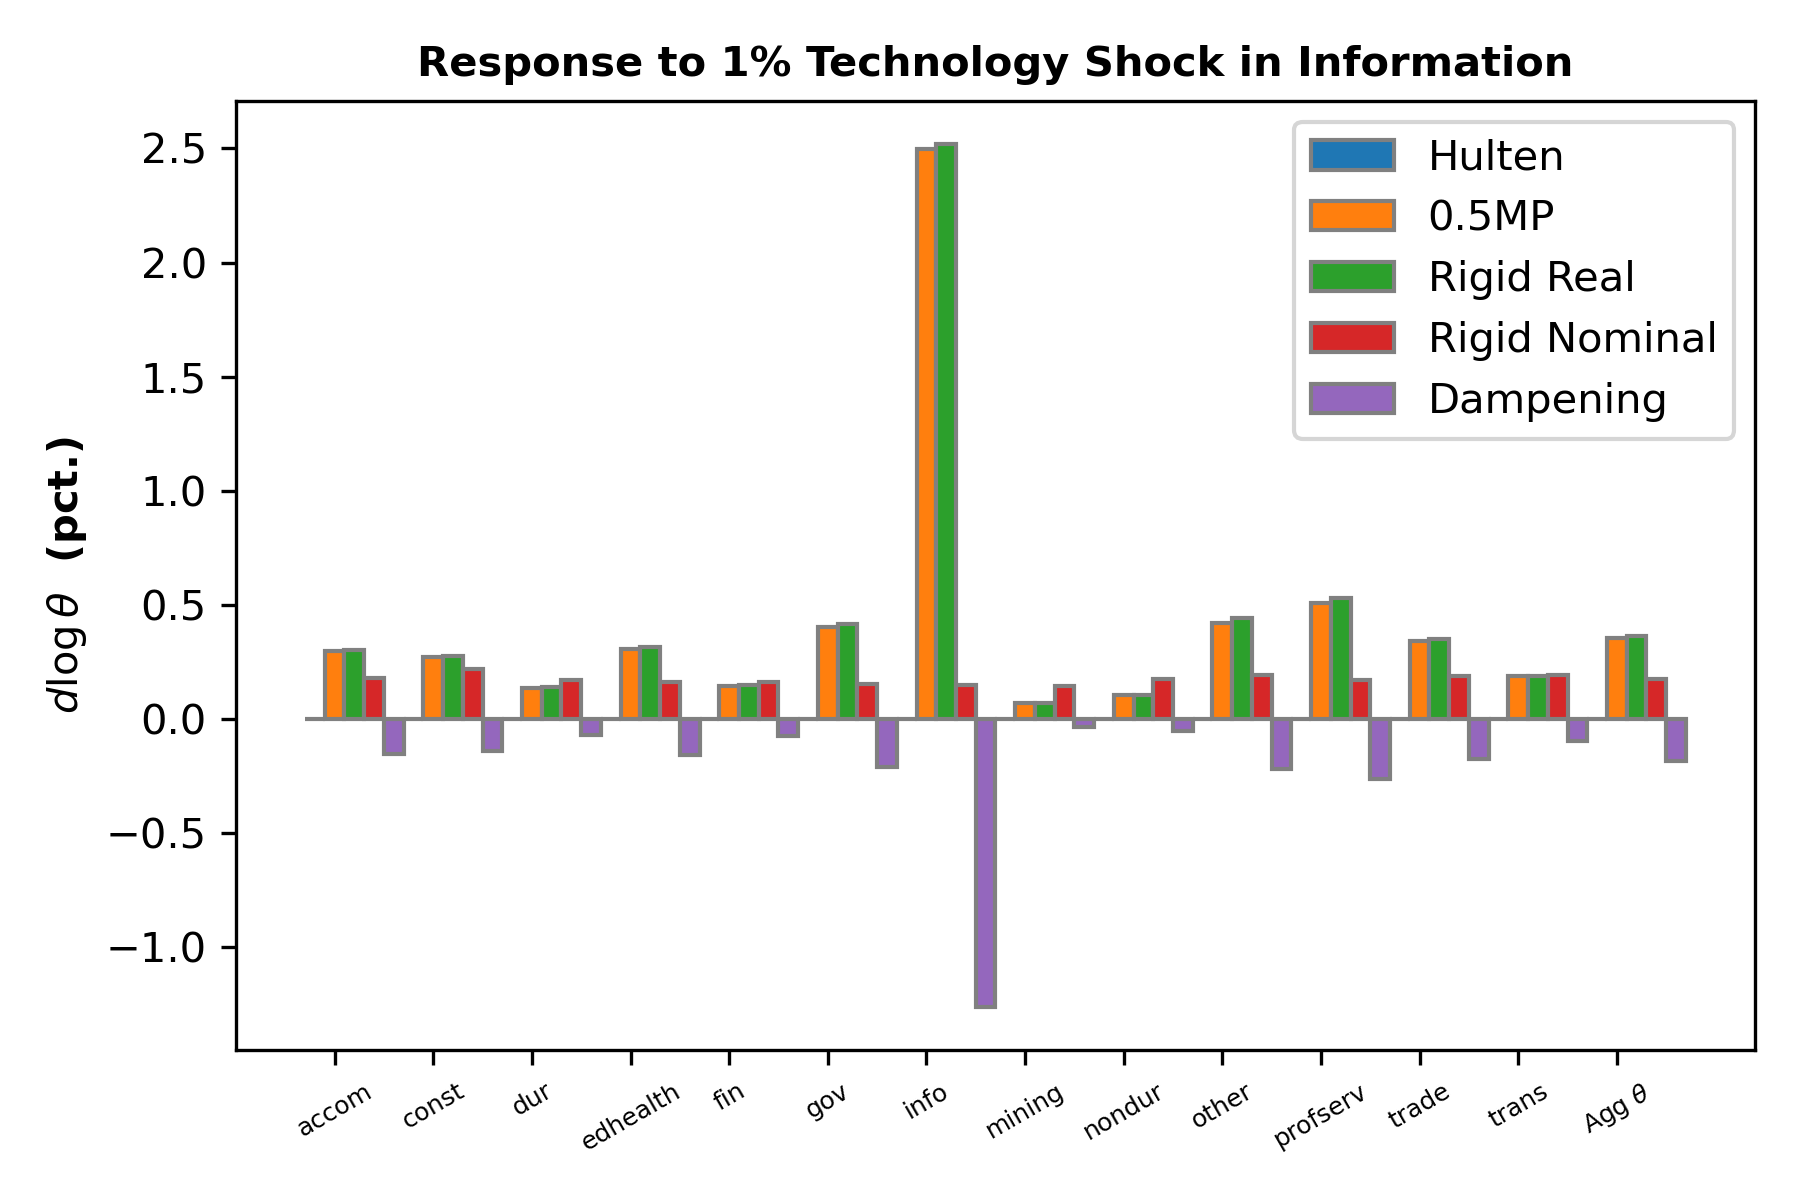 Response to 1% Technology Shock in Information
dlogθ (pct.)
2.5
2.0
1.5
1.0
0.5
0.0
−0.5
−1.0
Hulten
0.5MP
Rigid Real
Rigid Nominal
Dampening
accom
const
dur
edhealth
fin
gov
info
mining
nondur
other
profserv
trade
trans
Agg θ